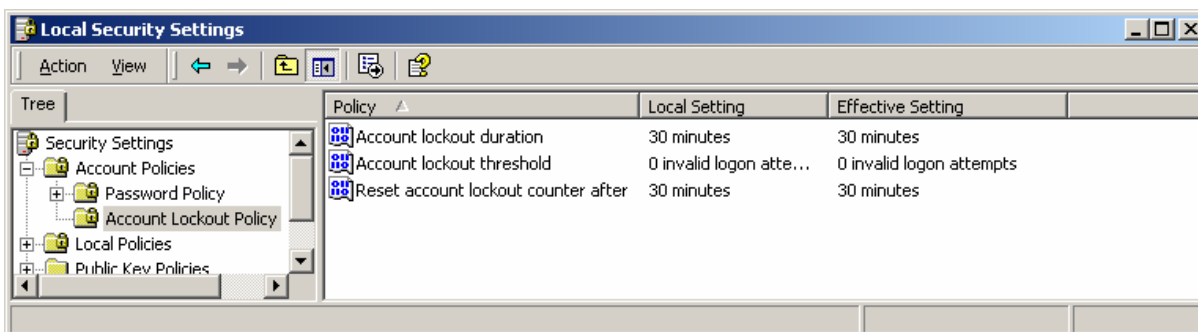 Local Security Settings
Action View
Tree
Security Settings
Account Policies
Password Policy
Account Lockout Policy
Local Policies
Public Key Policies
Policy Local Setting Effective Setting
Account lockout duration 30 minutes 30 minutes
Account lockout threshold 0 invalid logon atte... 0 invalid logon attempts
Reset account lockout counter after 30 minutes 30 minutes